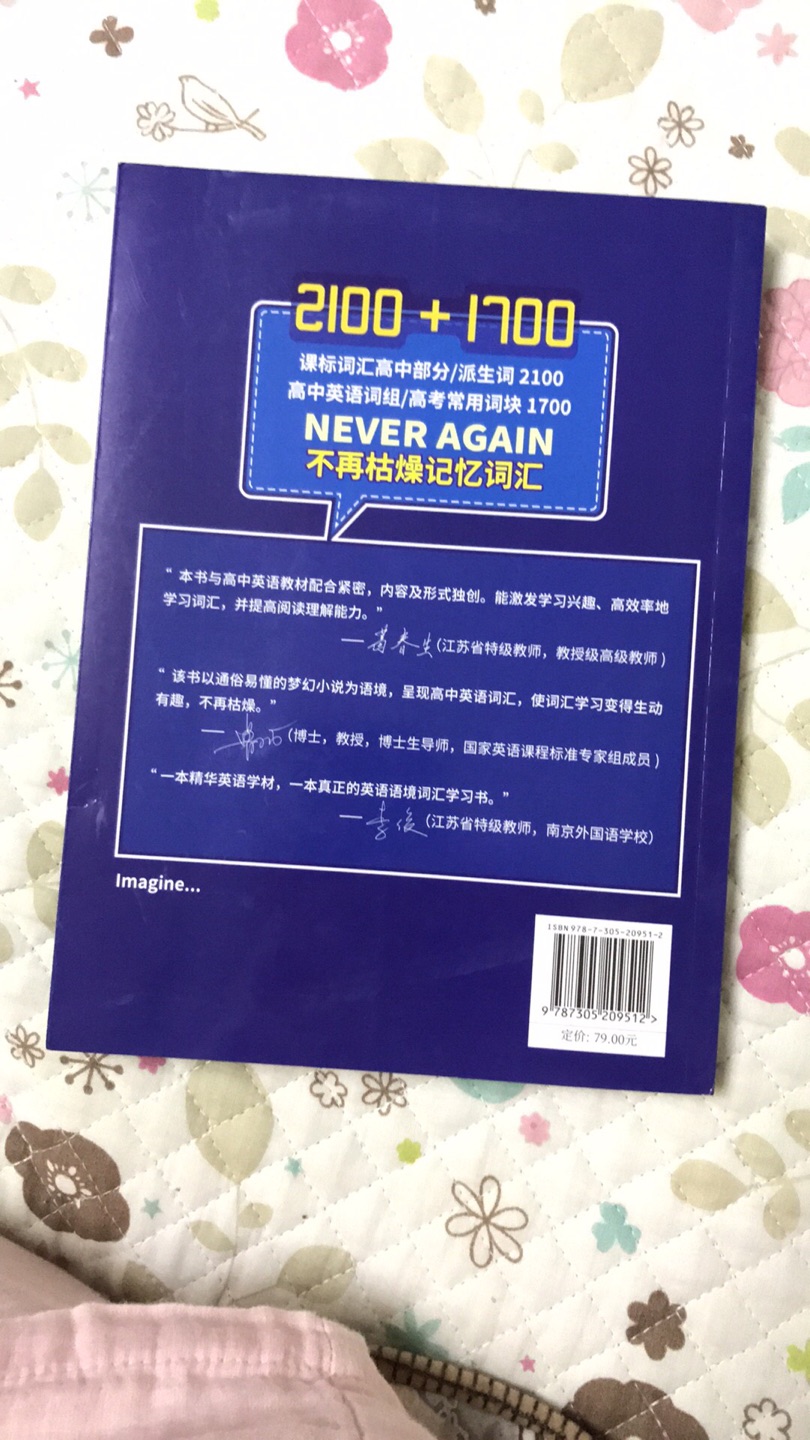 2100 + 1700
课标词汇高中部分/派生词 2100
高中英语词组/高考常用词块 1700
NEVER AGAIN
不再枯燥记忆词汇
“ 本书与高中英语教材配合紧密，内容及形式独创。能激发学习兴趣、高效率地
学习词汇，并提高阅读理解能力。”
— 春生(江苏省特级教师，教授级高级教师 )
“ 该书以通俗易懂的梦幻小说为语境，呈现高中英语词汇，使词汇学习变得生动
有趣，不再枯燥。”
— (博士，教授，博士生导师，国家英语课程标准专家组成员 )
“ 一本精华英语学材，一本真正的英语语境词汇学习书。”
— 李俊(江苏省特级教师，南京外国语学校)
Imagine...
ISBN 978-7-305-20951-2
9 787305 209512 >
定价: 79.00元